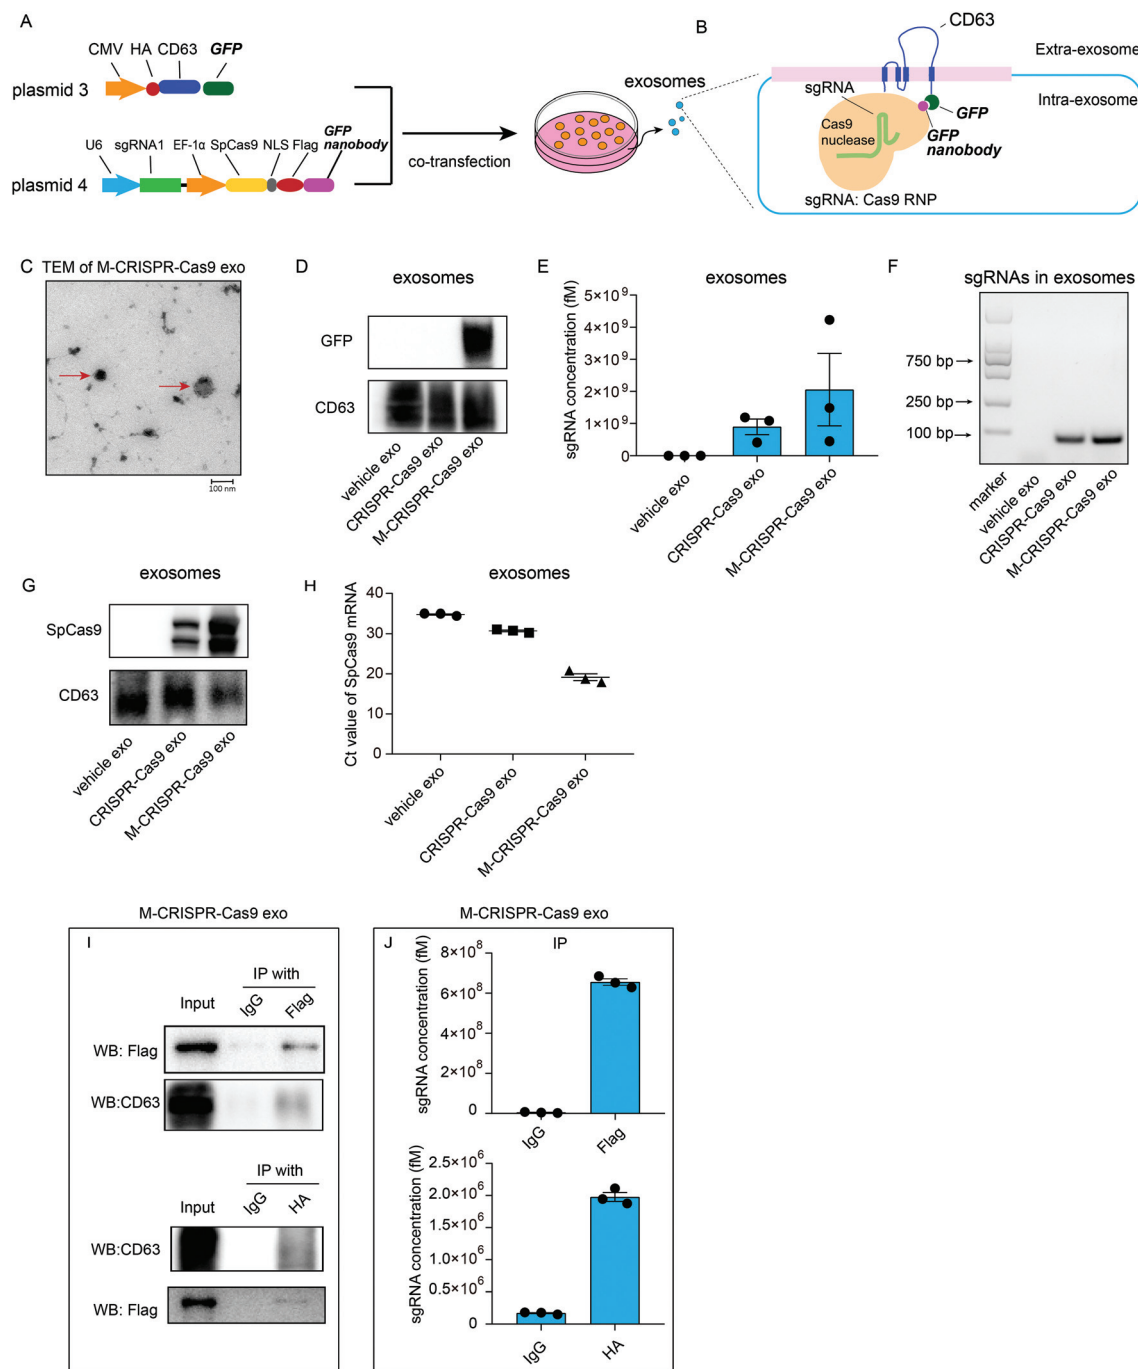 A
CMV HA CD63 GFP
plasmid 3
U6 sgRNA1 EF-1α SpCas9 NLS Flag GFP nanobody
plasmid 4
co-transfection
exosomes
B
CD63
Extra-exosome
Intra-exosome
sgRNA
Cas9
nuclease
GFP
GFP
nanobody
sgRNA: Cas9 RNP
C TEM of M-CRISPR-Cas9 exo
100 nm
D
exosomes
GFP
CD63
vehicle exo
CRISPR-Cas9 exo
M-CRISPR-Cas9 exo
E
exosomes
sgRNA concentration (fM)
5×10⁹
4×10⁹
3×10⁹
2×10⁹
1×10⁹
0
vehicle exo
CRISPR-Cas9 exo
M-CRISPR-Cas9 exo
F
sgRNAs in exosomes
750 bp
250 bp
100 bp
marker
vehicle exo
CRISPR-Cas9 exo
M-CRISPR-Cas9 exo
G
exosomes
SpCas9
CD63
vehicle exo
CRISPR-Cas9 exo
M-CRISPR-Cas9 exo
H
exosomes
Ct value of SpCas9 mRNA
40
30
20
10
0
vehicle exo
CRISPR-Cas9 exo
M-CRISPR-Cas9 exo
M-CRISPR-Cas9 exo
I
IP with
Input IgG Flag
WB: Flag
WB:CD63
IP with
Input IgG HA
WB:CD63
WB: Flag
M-CRISPR-Cas9 exo
J
IP
sgRNA concentration (fM)
8×10⁸
6×10⁸
4×10⁸
2×10⁸
0
IgG Flag
sgRNA concentration (fM)
2.5×10⁶
2.0×10⁶
1.5×10⁶
1.0×10⁶
0.5×10⁶
0
IgG HA